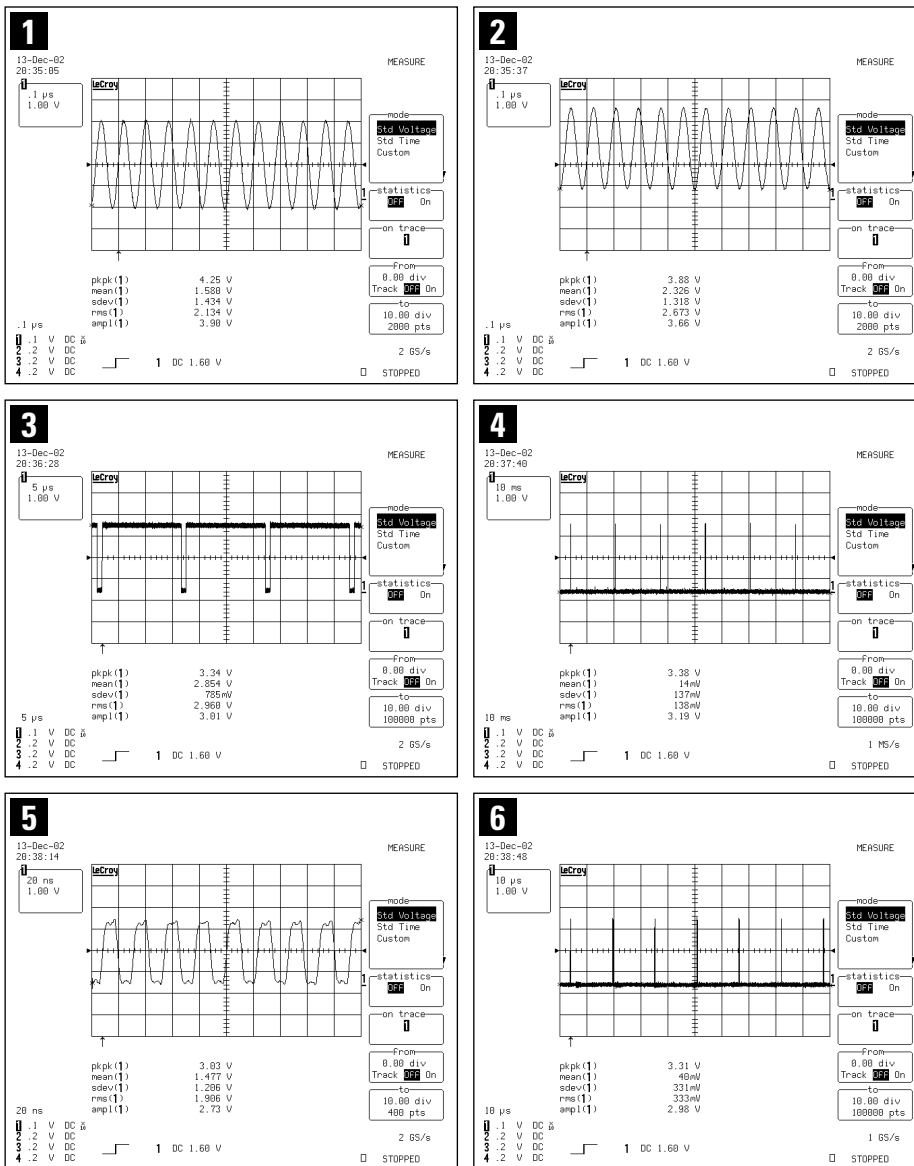 1
13-Dec-02
20:35:05
MEASURE
1
.1 µs
1.00 V
LeCroy
mode
Std Voltage
Std Time
Custom
1
statistics
OFF On
on trace
1
from
0.00 div
Track OFF On
to
10.00 div
2000 pts
pkpk(1) 4.25 V
mean(1) 1.580 V
sdev(1) 1.434 V
rms(1) 2.134 V
ampl(1) 3.90 V
.1 µs
1 .1 V DC X10
2 .2 V DC
3 .2 V DC
4 .2 V DC
1 DC 1.60 V
2 GS/s
STOPPED
2
13-Dec-02
20:35:37
MEASURE
1
.1 µs
1.00 V
LeCroy
mode
Std Voltage
Std Time
Custom
1
statistics
OFF On
on trace
1
from
0.00 div
Track OFF On
to
10.00 div
2000 pts
pkpk(1) 3.88 V
mean(1) 2.326 V
sdev(1) 1.318 V
rms(1) 2.673 V
ampl(1) 3.66 V
.1 µs
1 .1 V DC X10
2 .2 V DC
3 .2 V DC
4 .2 V DC
1 DC 1.60 V
2 GS/s
STOPPED
3
13-Dec-02
20:36:28
MEASURE
1
5 µs
1.00 V
LeCroy
mode
Std Voltage
Std Time
Custom
1
statistics
OFF On
on trace
1
from
0.00 div
Track OFF On
to
10.00 div
100000 pts
pkpk(1) 3.34 V
mean(1) 2.854 V
sdev(1) 785mV
rms(1) 2.960 V
ampl(1) 3.01 V
5 µs
1 .1 V DC X10
2 .2 V DC
3 .2 V DC
4 .2 V DC
1 DC 1.60 V
2 GS/s
STOPPED
4
13-Dec-02
20:37:40
MEASURE
1
10 ms
1.00 V
LeCroy
mode
Std Voltage
Std Time
Custom
1
statistics
OFF On
on trace
1
from
0.00 div
Track OFF On
to
10.00 div
100000 pts
pkpk(1) 3.38 V
mean(1) 14mV
sdev(1) 137mV
rms(1) 138mV
ampl(1) 3.19 V
10 ms
1 .1 V DC X10
2 .2 V DC
3 .2 V DC
4 .2 V DC
1 DC 1.60 V
1 MS/s
STOPPED
5
13-Dec-02
20:38:14
MEASURE
1
20 ns
1.00 V
LeCroy
mode
Std Voltage
Std Time
Custom
1
statistics
OFF On
on trace
1
from
0.00 div
Track OFF On
to
10.00 div
400 pts
pkpk(1) 3.03 V
mean(1) 1.477 V
sdev(1) 1.206 V
rms(1) 1.906 V
ampl(1) 2.73 V
20 ns
1 .1 V DC X10
2 .2 V DC
3 .2 V DC
4 .2 V DC
1 DC 1.60 V
2 GS/s
STOPPED
6
13-Dec-02
20:38:48
MEASURE
1
10 µs
1.00 V
LeCroy
mode
Std Voltage
Std Time
Custom
1
statistics
OFF On
on trace
1
from
0.00 div
Track OFF On
to
10.00 div
100000 pts
pkpk(1) 3.31 V
mean(1) 40mV
sdev(1) 331mV
rms(1) 333mV
ampl(1) 2.98 V
10 µs
1 .1 V DC X10
2 .2 V DC
3 .2 V DC
4 .2 V DC
1 DC 1.60 V
1 GS/s
STOPPED